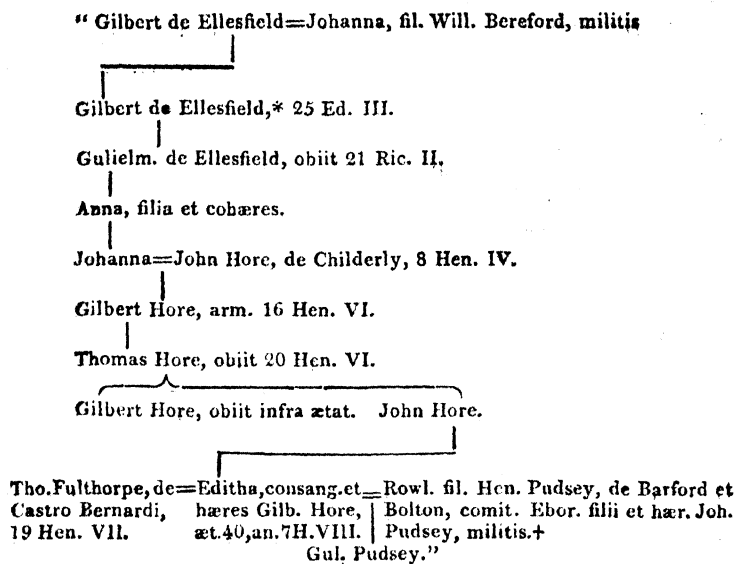 “ Gilbert de Ellesfield=Johanna, fil. Will. Bereford, militis
Gilbert de Ellesfield,* 25 Ed. III.
Gulielm. de Ellesfield, obiit 21 Ric. II.
Anna, filia et cohæres.
Johanna=John Hore, de Childerly, 8 Hen. IV.
Gilbert Hore, arm. 16 Hen. VI.
Thomas Hore, obiit 20 Hen. VI.
Gilbert Hore, obiit infra ætat. John Hore.
Tho. Fulthorpe, de=Editha, consang. et=Rowl. fil. Hen. Pudsey, de Barford et
Castro Bernardi, hæres Gilb. Hore, Bolton, comit. Ebor. filii et hær. Joh.
19 Hen. VII. æt. 40, an. 7 H. VIII. Pudsey, militis.+
Gul. Pudsey.”